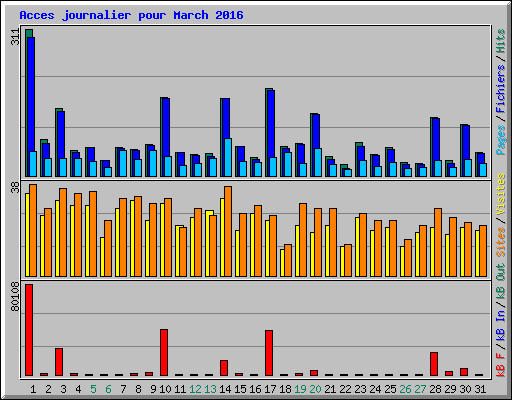 Acces journalier pour March 2016
311
38
80108
Pages / Fichiers / Hits
Sites / Visites
kB F / kB In / kB Out
1 2 3 4 5 6 7 8 9 10 11 12 13 14 15 16 17 18 19 20 21 22 23 24 25 26 27 28 29 30 31